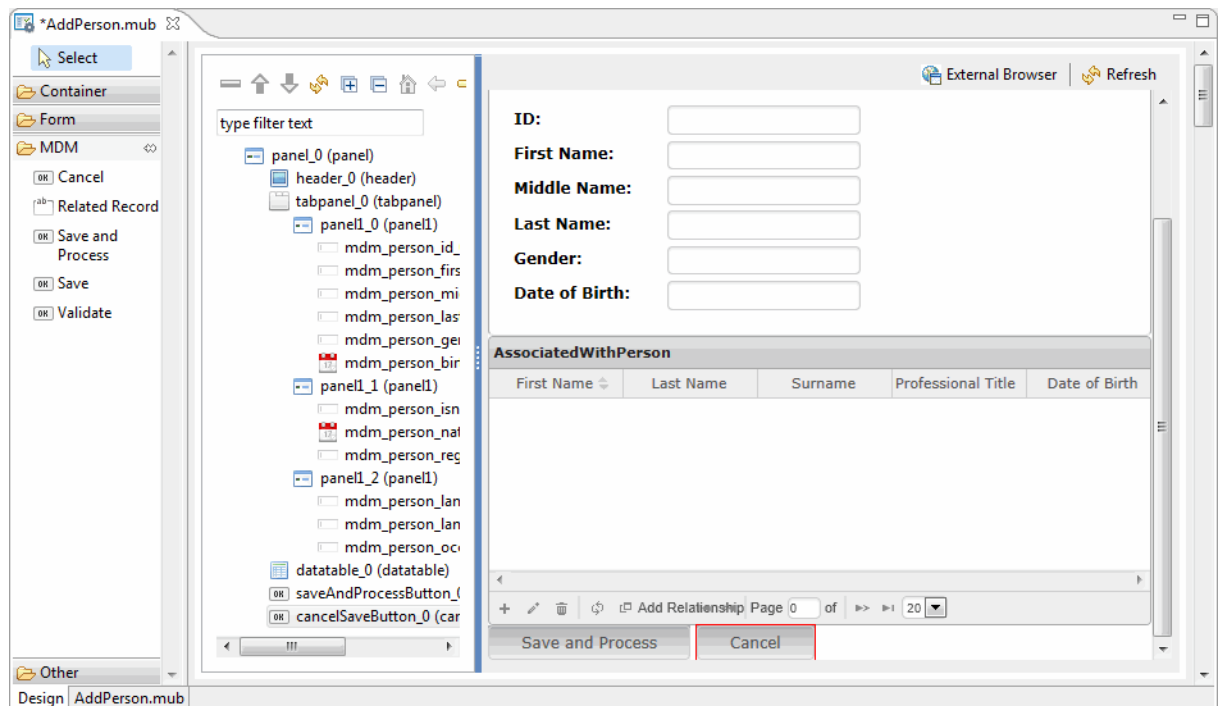 *AddPerson.mub
Select
Container
Form
MDM
Cancel
Related Record
Save and
Process
Save
Validate
Other
Design AddPerson.mub
type filter text
panel_0 (panel)
header_0 (header)
tabpanel_0 (tabpanel)
panel1_0 (panel1)
mdm_person_id_
mdm_person_firs
mdm_person_mi
mdm_person_las
mdm_person_ge
mdm_person_bir
panel1_1 (panel1)
mdm_person_isn
mdm_person_nat
mdm_person_reg
panel1_2 (panel1)
mdm_person_lan
mdm_person_lan
mdm_person_oc
datatable_0 (datatable)
saveAndProcessButton_(
cancelSaveButton_0 (car
External Browser Refresh
ID:
First Name:
Middle Name:
Last Name:
Gender:
Date of Birth:
AssociatedWithPerson
First Name Last Name Surname Professional Title Date of Birth
Add Relationship Page 0 of 20
Save and Process Cancel